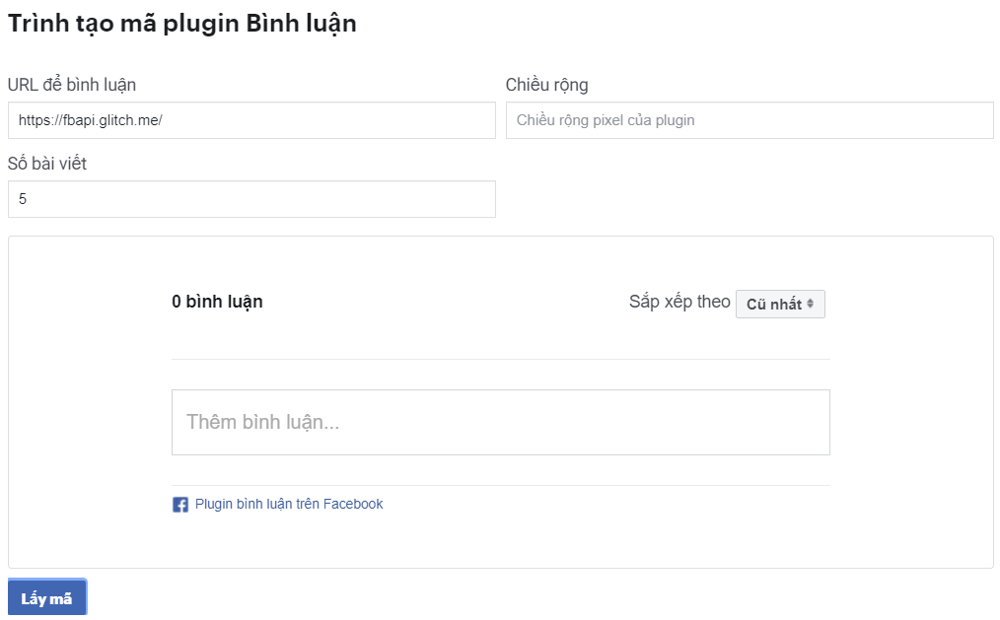 Trình tạo mã plugin Bình luận
URL để bình luận
Chiều rộng
https://fbapi.glitch.me/
Chiều rộng pixel của plugin
Số bài viết
5
0 bình luận
Sắp xếp theo Cũ nhất
Thêm bình luận...
Plugin bình luận trên Facebook
Lấy mã